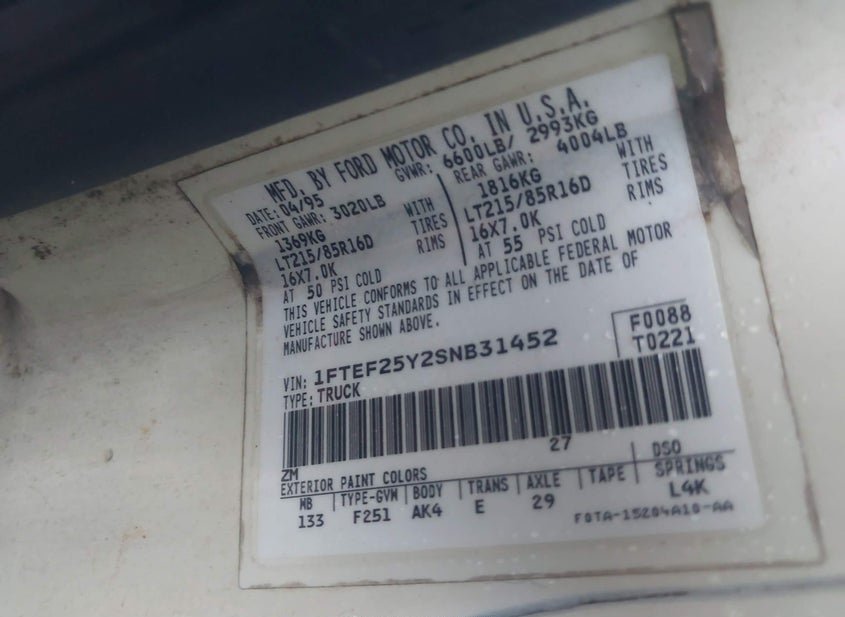 MFD. BY FORD MOTOR CO. IN U.S.A.
DATE: 04/95 GVWR: 6600LB/ 2993KG
FRONT GAWR: 3020LB REAR GAWR: 4004LB
1369KG WITH 1816KG WITH
LT215/85R16D TIRES LT215/85R16D TIRES
16X7.0K RIMS 16X7.0K RIMS
AT 50 PSI COLD AT 55 PSI COLD
THIS VEHICLE CONFORMS TO ALL APPLICABLE FEDERAL MOTOR
VEHICLE SAFETY STANDARDS IN EFFECT ON THE DATE OF
MANUFACTURE SHOWN ABOVE.
F0088
VIN: 1FTEF25Y2SNB31452 T0221
TYPE: TRUCK
27
ZM DSO
EXTERIOR PAINT COLORS
WB TYPE-GVW BODY TRANS AXLE TAPE SPRINGS
133 F251 AK4 E 29 L4K
F0TA-15204A10-AA